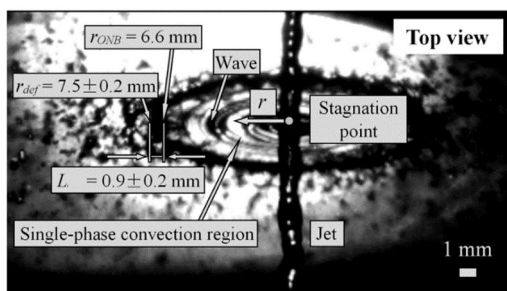 r_ONB = 6.6 mm
Top view
r_def = 7.5±0.2 mm
Wave
r
Stagnation
point
L = 0.9±0.2 mm
Single-phase convection region
Jet
1 mm